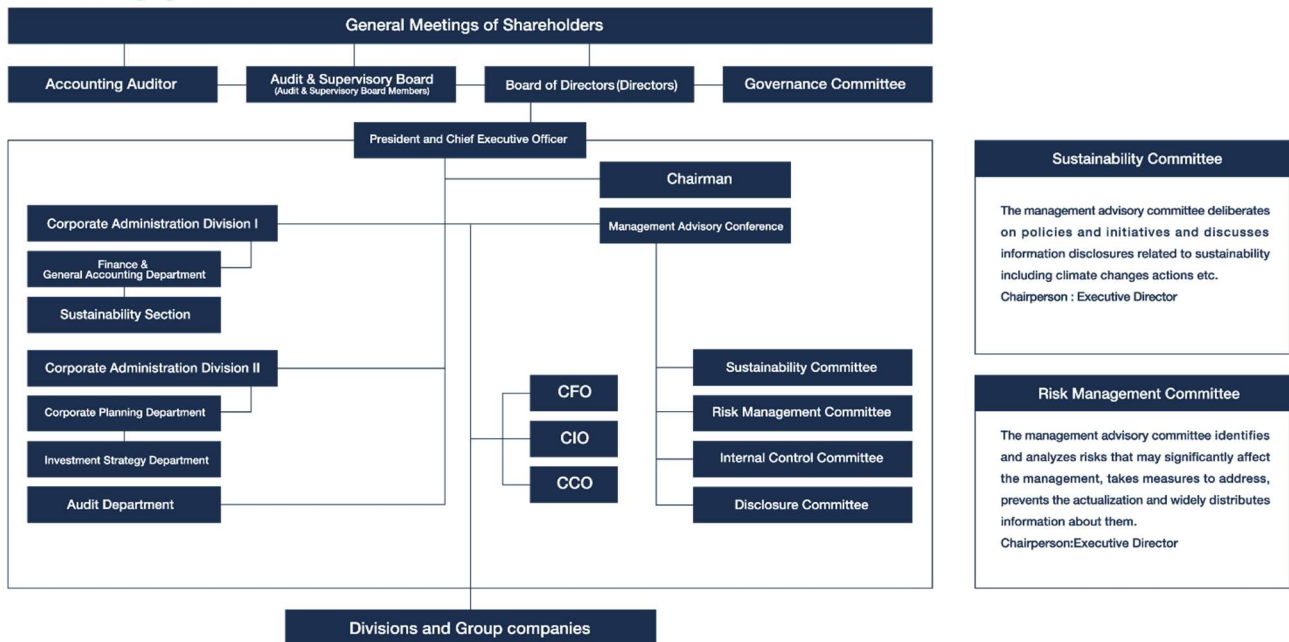 General Meetings of Shareholders
Accounting Auditor
Audit & Supervisory Board
(Audit & Supervisory Board Members)
Board of Directors (Directors)
Governance Committee
President and Chief Executive Officer
Chairman
Corporate Administration Division I
Management Advisory Conference
Finance &
General Accounting Department
Sustainability Section
Corporate Administration Division II
Corporate Planning Department
Investment Strategy Department
Audit Department
CFO
CIO
CCO
Sustainability Committee
Risk Management Committee
Internal Control Committee
Disclosure Committee
Divisions and Group companies
Sustainability Committee
The management advisory committee deliberates
on policies and initiatives and discusses
information disclosures related to sustainability
including climate changes actions etc.
Chairperson : Executive Director
Risk Management Committee
The management advisory committee identifies
and analyzes risks that may significantly affect
the management, takes measures to address,
prevents the actualization and widely distributes
information about them.
Chairperson:Executive Director